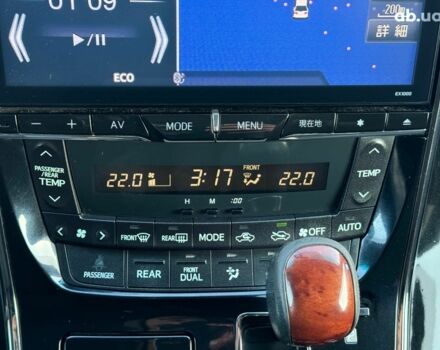 01 09
200m
ab.ua
詳細
ECO
EX1000
− + AV MODE MENU 現在地 ✱
PASSENGER/REAR
TEMP
FRONT
22.0 3:17 22.0
TEMP
H M :00
FRONT REAR MODE OFF AUTO
PASSENGER REAR FRONT DUAL